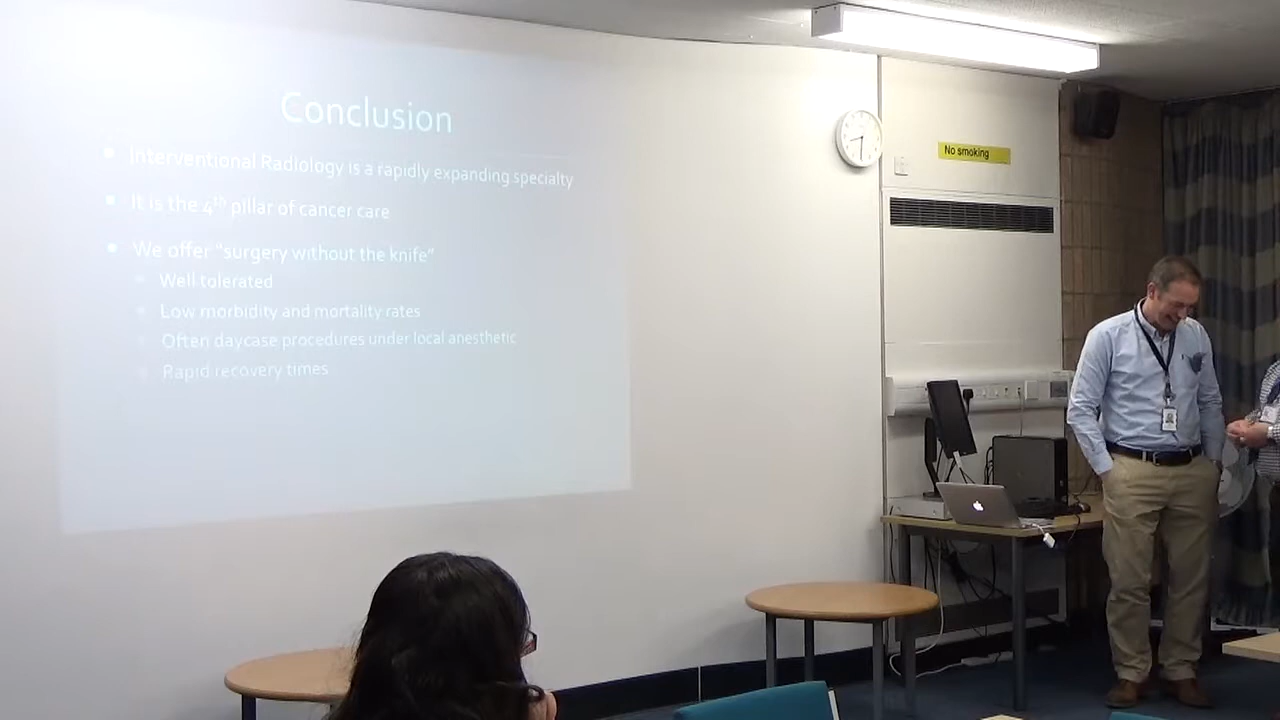 Conclusion
Interventional Radiology is a rapidly expanding specialty
It is the 4th pillar of cancer care
We offer "surgery without the knife"
Well tolerated
Low morbidity and mortality rates
Often daycase procedures under local anesthetic
Rapid recovery times
No smoking